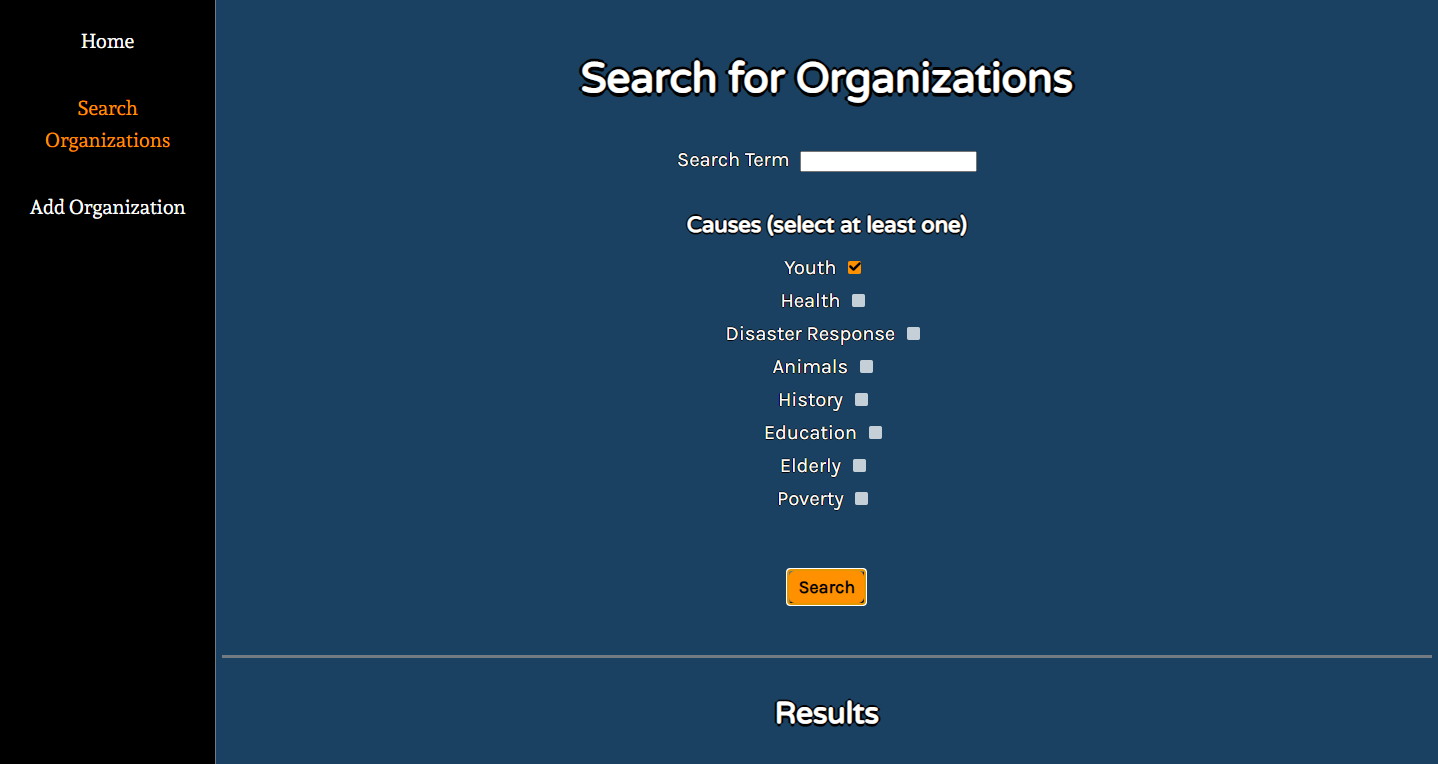 Home
Search
Organizations
Add Organization
Search for Organizations
Search Term
Causes (select at least one)
Youth
Health
Disaster Response
Animals
History
Education
Elderly
Poverty
Search
Results